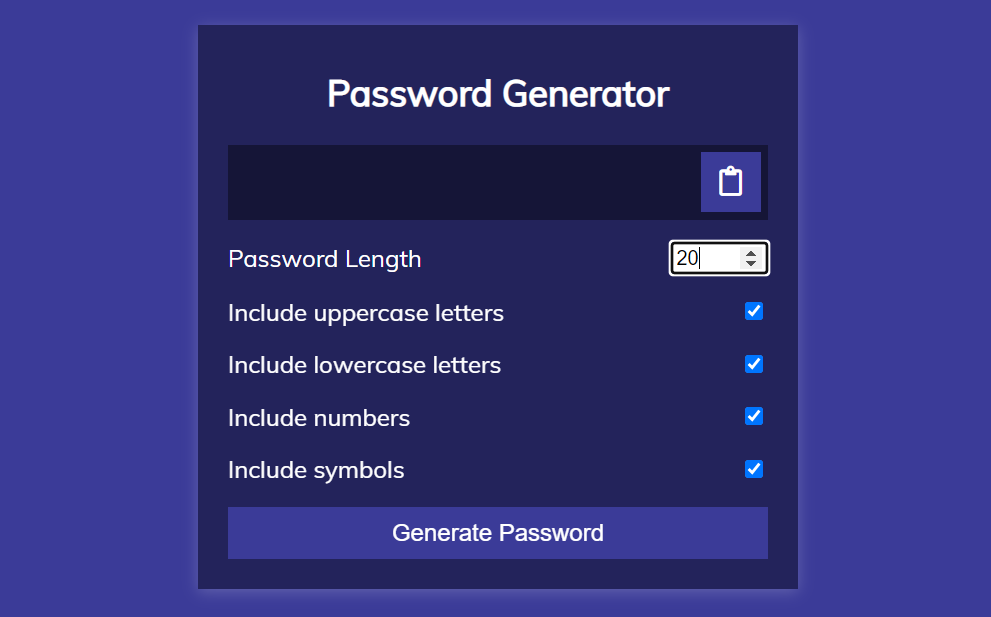 Password Generator
Password Length 20
Include uppercase letters
Include lowercase letters
Include numbers
Include symbols
Generate Password